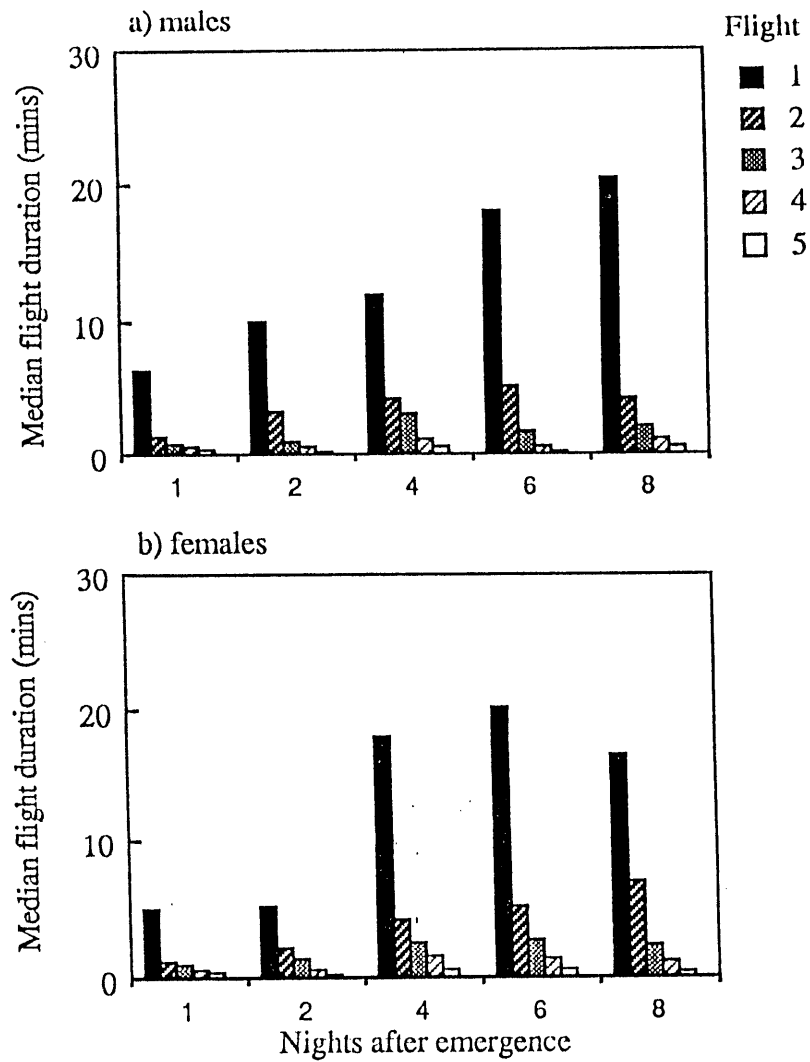 a) males
Flight
1
2
3
4
5
Median flight duration (mins)
30
20
10
0
1 2 4 6 8
b) females
Median flight duration (mins)
30
20
10
0
1 2 4 6 8
Nights after emergence